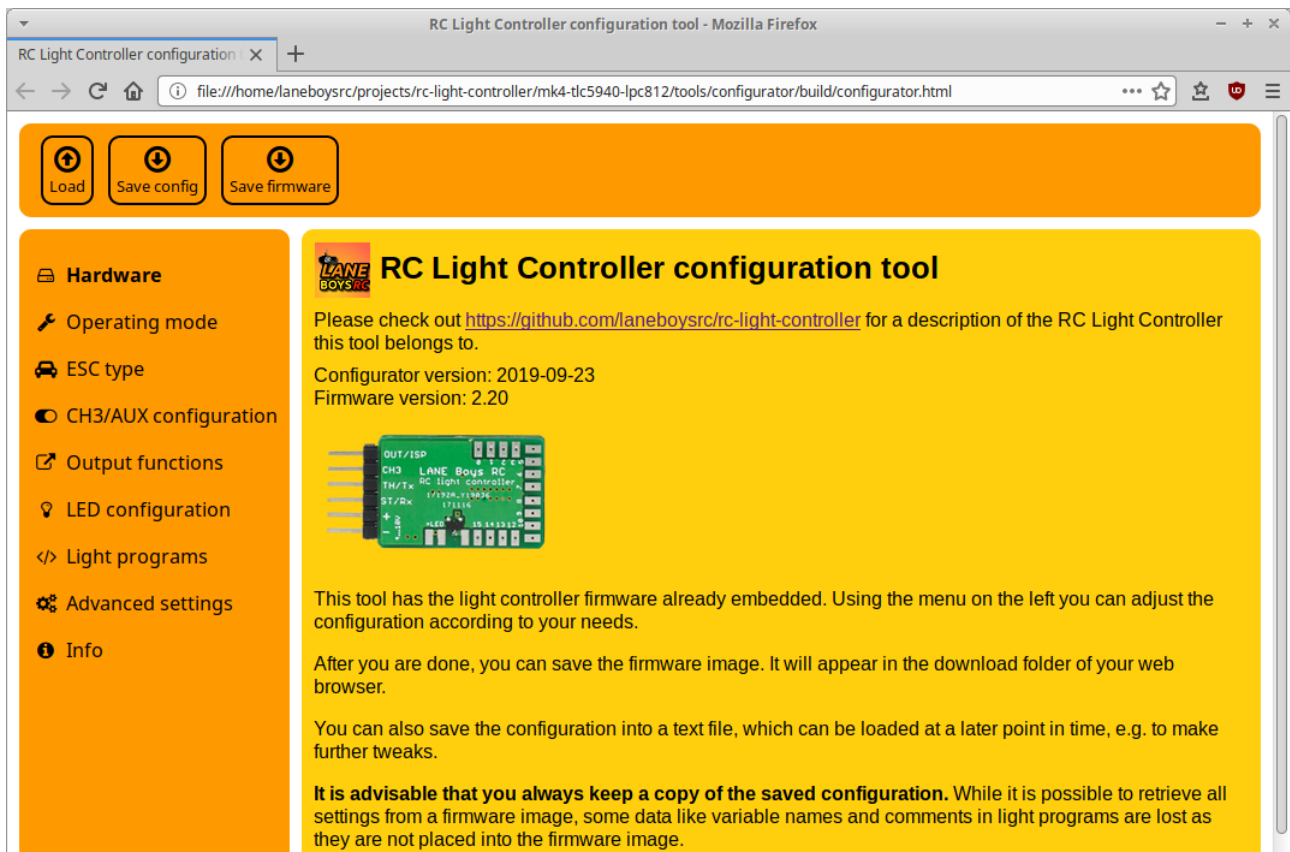 RC Light Controller configuration tool - Mozilla Firefox
RC Light Controller configuration
file:///home/laneboysrc/projects/rc-light-controller/mk4-tlc5940-lpc812/tools/configurator/build/configurator.html
Load
Save config
Save firmware
Hardware
Operating mode
ESC type
CH3/AUX configuration
Output functions
LED configuration
Light programs
Advanced settings
Info
LANE
BOYSRC
RC Light Controller configuration tool
Please check out https://github.com/laneboysrc/rc-light-controller for a description of the RC Light Controller
this tool belongs to.
Configurator version: 2019-09-23
Firmware version: 2.20
OUT/ISP
CH3
TH/Tx
ST/Rx
LANE Boys RC
RC light controller
171116
+LED
15 14 13 12
This tool has the light controller firmware already embedded. Using the menu on the left you can adjust the
configuration according to your needs.
After you are done, you can save the firmware image. It will appear in the download folder of your web
browser.
You can also save the configuration into a text file, which can be loaded at a later point in time, e.g. to make
further tweaks.
It is advisable that you always keep a copy of the saved configuration. While it is possible to retrieve all
settings from a firmware image, some data like variable names and comments in light programs are lost as
they are not placed into the firmware image.